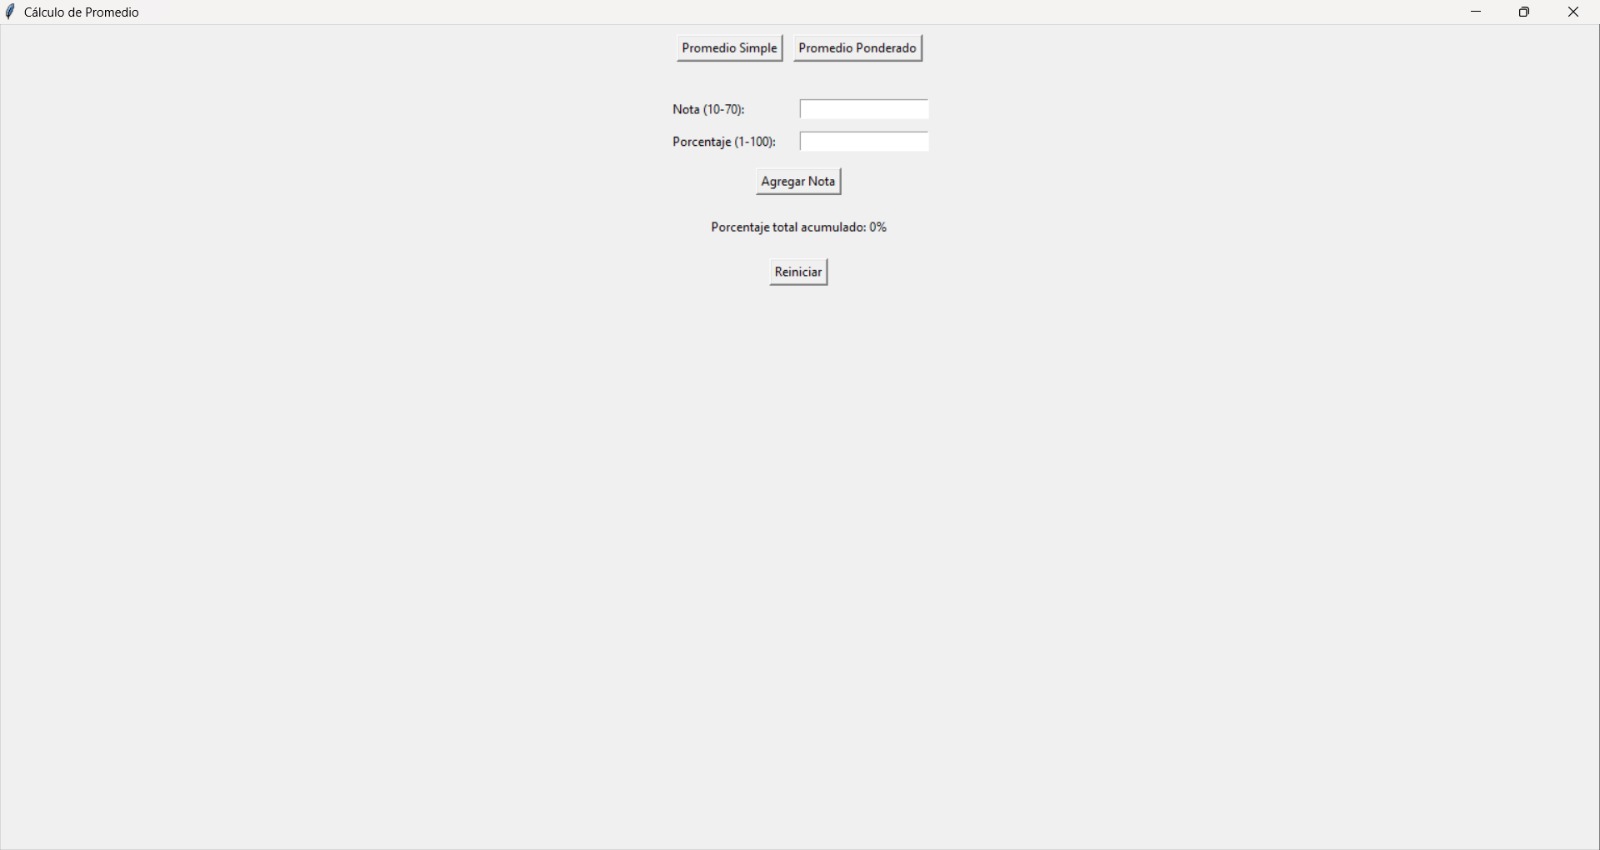 Cálculo de Promedio
Promedio Simple Promedio Ponderado
Nota (10-70):
Porcentaje (1-100):
Agregar Nota
Porcentaje total acumulado: 0%
Reiniciar